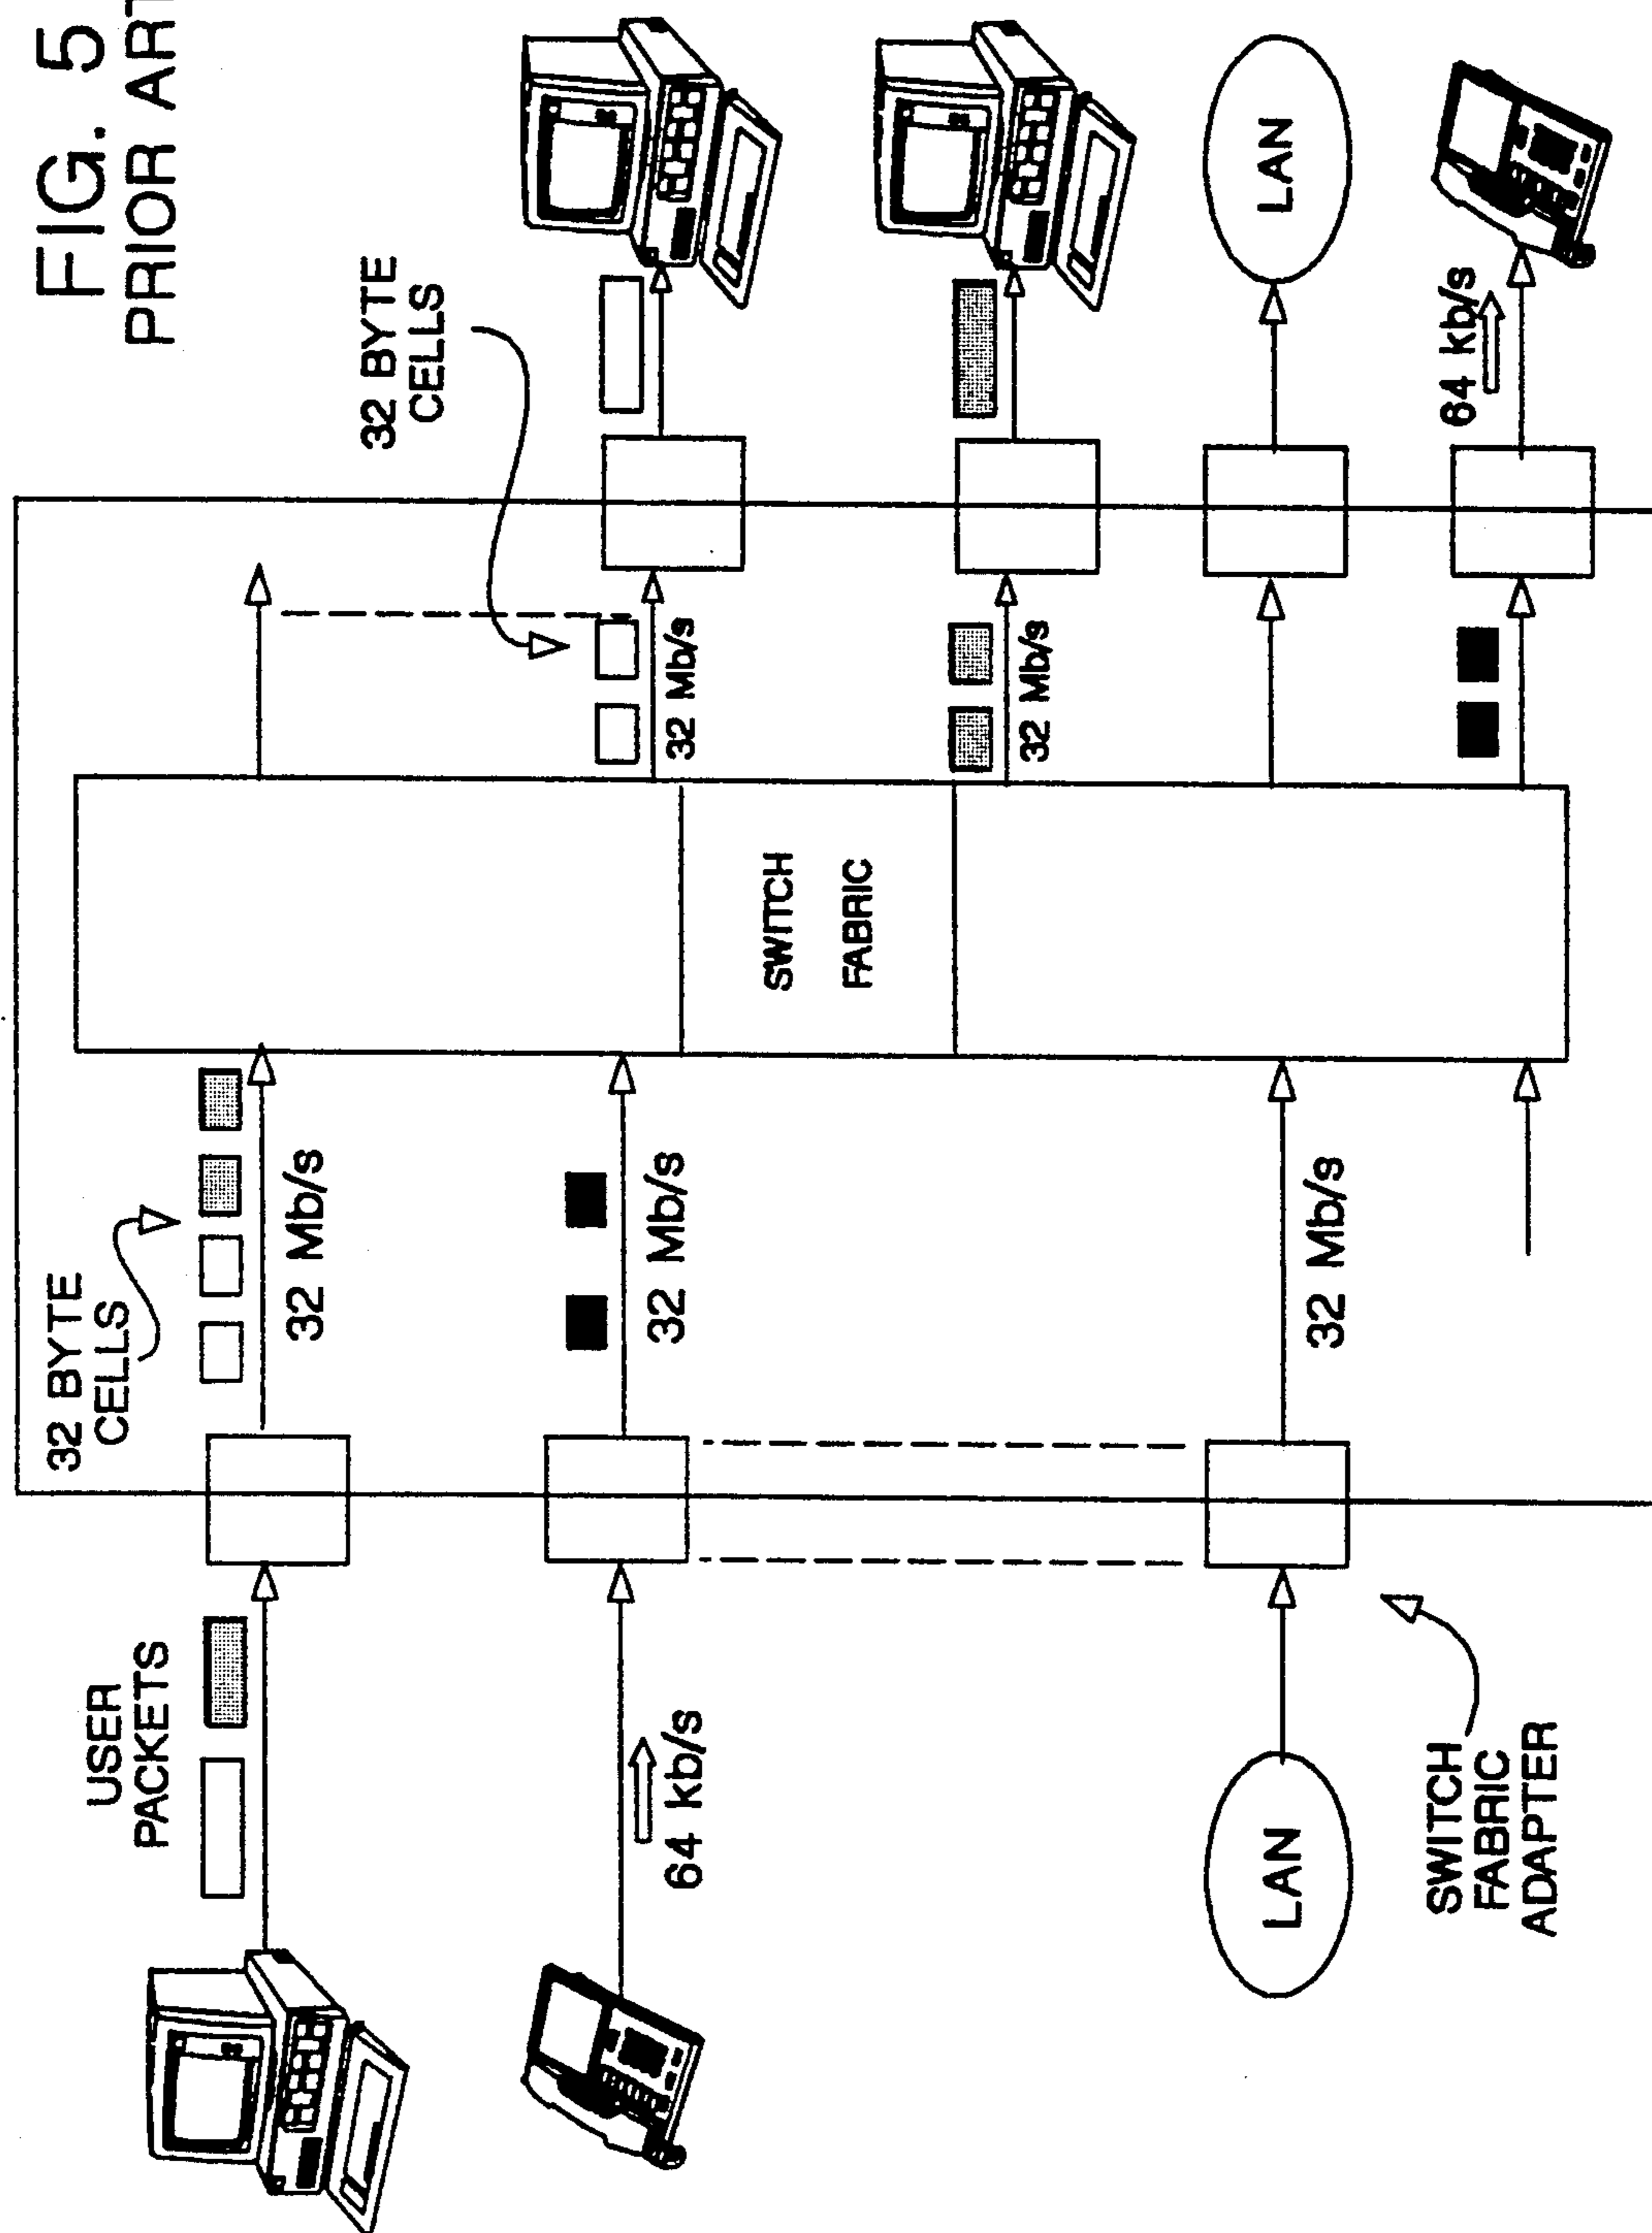 FIG. 5
PRIOR ART
USER
PACKETS
32 BYTE
CELLS
32 Mb/s
64 kb/s
32 Mb/s
LAN
32 Mb/s
SWITCH
FABRIC
ADAPTER
SWITCH
FABRIC
32 BYTE
CELLS
32 Mb/s
32 Mb/s
LAN
64 kb/s